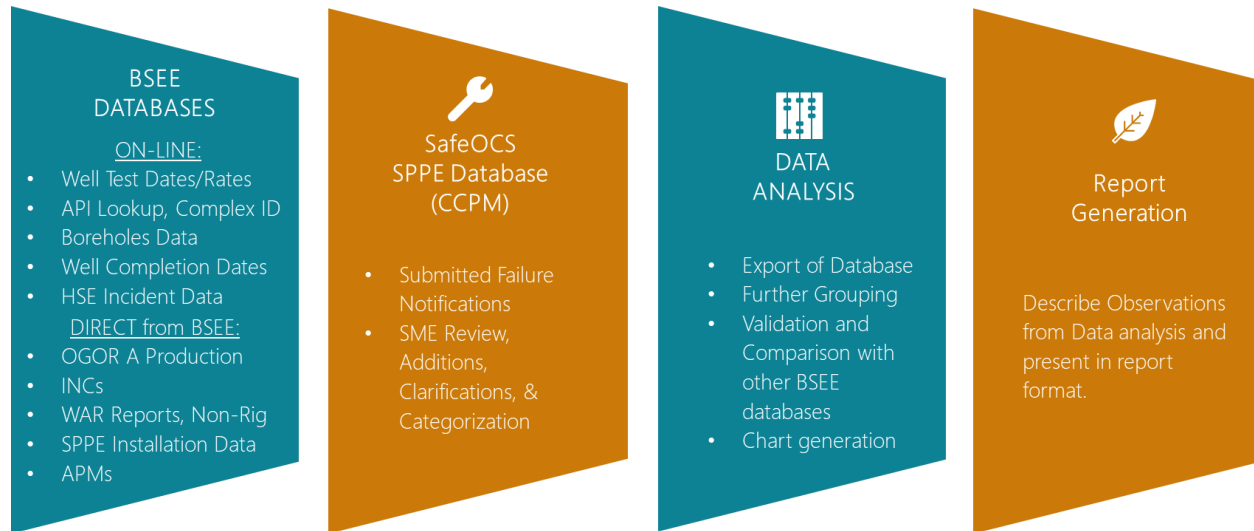 BSEE
DATABASES
ON-LINE:
• Well Test Dates/Rates
• API Lookup, Complex ID
• Boreholes Data
• Well Completion Dates
• HSE Incident Data
DIRECT from BSEE:
• OGOR A Production
• INCs
• WAR Reports, Non-Rig
• SPPE Installation Data
• APMs
SafeOCS
SPPE Database
(CCPM)
• Submitted Failure
Notifications
• SME Review,
Additions,
Clarifications, &
Categorization
DATA
ANALYSIS
• Export of Database
• Further Grouping
• Validation and
Comparison with
other BSEE
databases
• Chart generation
Report
Generation
Describe Observations
from Data analysis and
present in report
format.